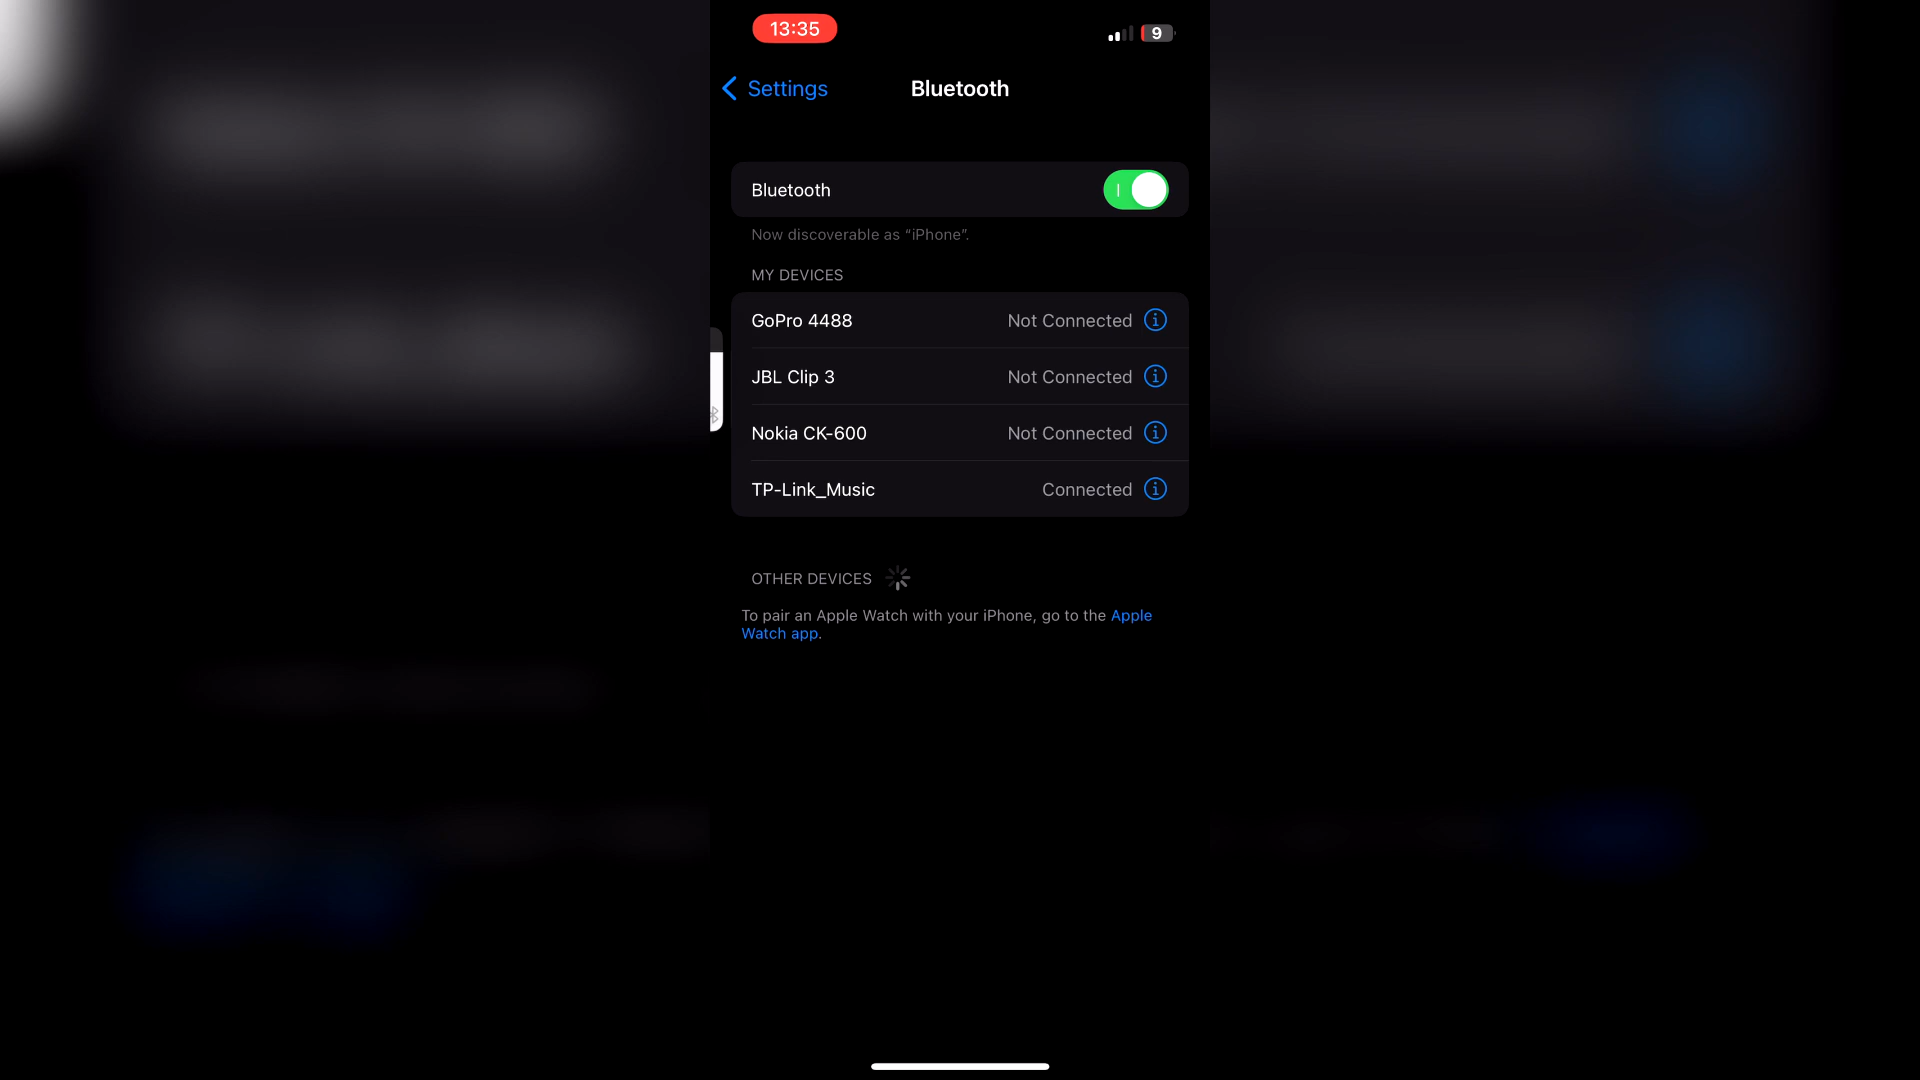 13:35
9
Settings
Bluetooth
Bluetooth
Now discoverable as “iPhone”.
MY DEVICES
GoPro 4488 Not Connected
JBL Clip 3 Not Connected
Nokia CK-600 Not Connected
TP-Link_Music Connected
OTHER DEVICES
To pair an Apple Watch with your iPhone, go to the Apple
Watch app.